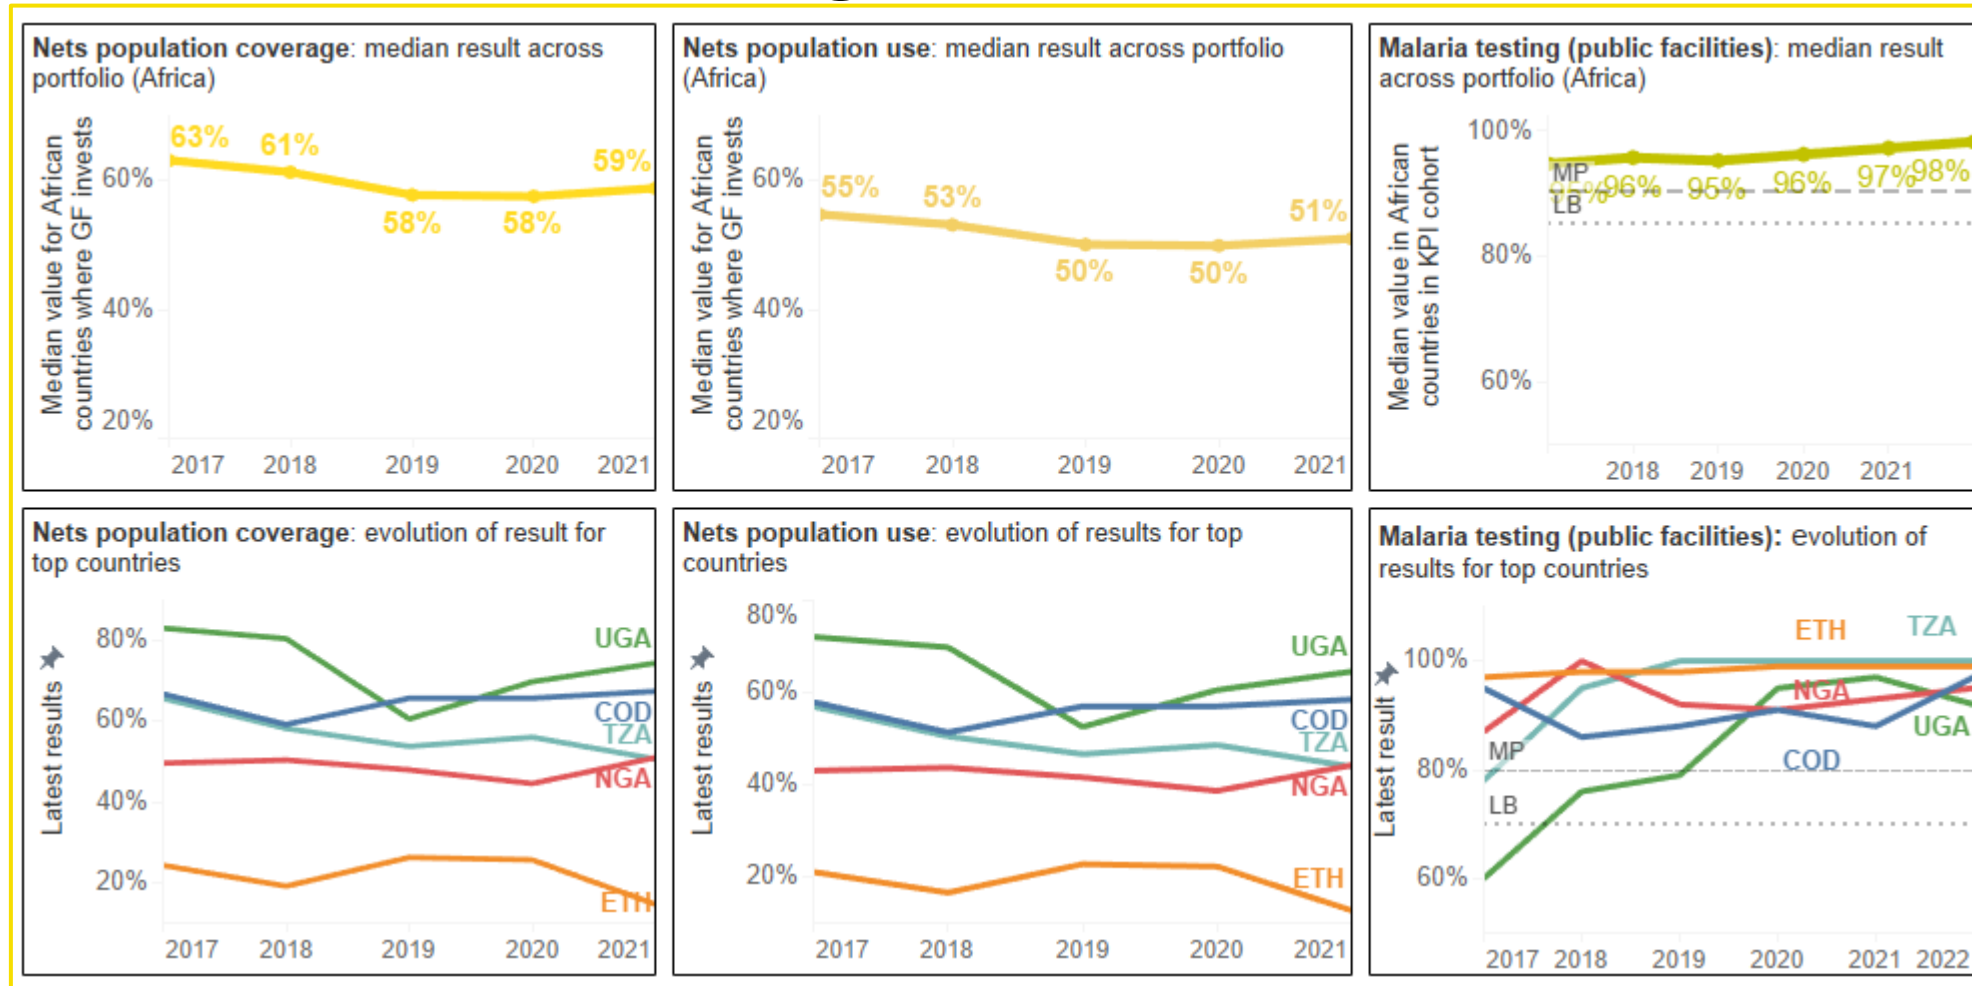 Nets population coverage: median result across
portfolio (Africa)
Median value for African
countries where GF invests
60%
40%
20%
63%
61%
58%
58%
59%
2017 2018 2019 2020 2021
Nets population use: median result across portfolio
(Africa)
Median value for African
countries where GF invests
60%
40%
20%
55%
53%
50%
50%
51%
2017 2018 2019 2020 2021
Malaria testing (public facilities): median result
across portfolio (Africa)
Median value in African
countries in KPI cohort
100%
80%
60%
MP
LB
95%
96%
95%
96%
97%
98%
2018 2019 2020 2021
Nets population coverage: evolution of result for
top countries
Latest results
80%
60%
40%
20%
UGA
COD
TZA
NGA
ETH
2017 2018 2019 2020 2021
Nets population use: evolution of results for top
countries
Latest results
80%
60%
40%
20%
UGA
COD
TZA
NGA
ETH
2017 2018 2019 2020 2021
Malaria testing (public facilities): evolution of
results for top countries
Latest result
100%
80%
60%
MP
LB
ETH
TZA
NGA
UGA
COD
2017 2018 2019 2020 2021 2022